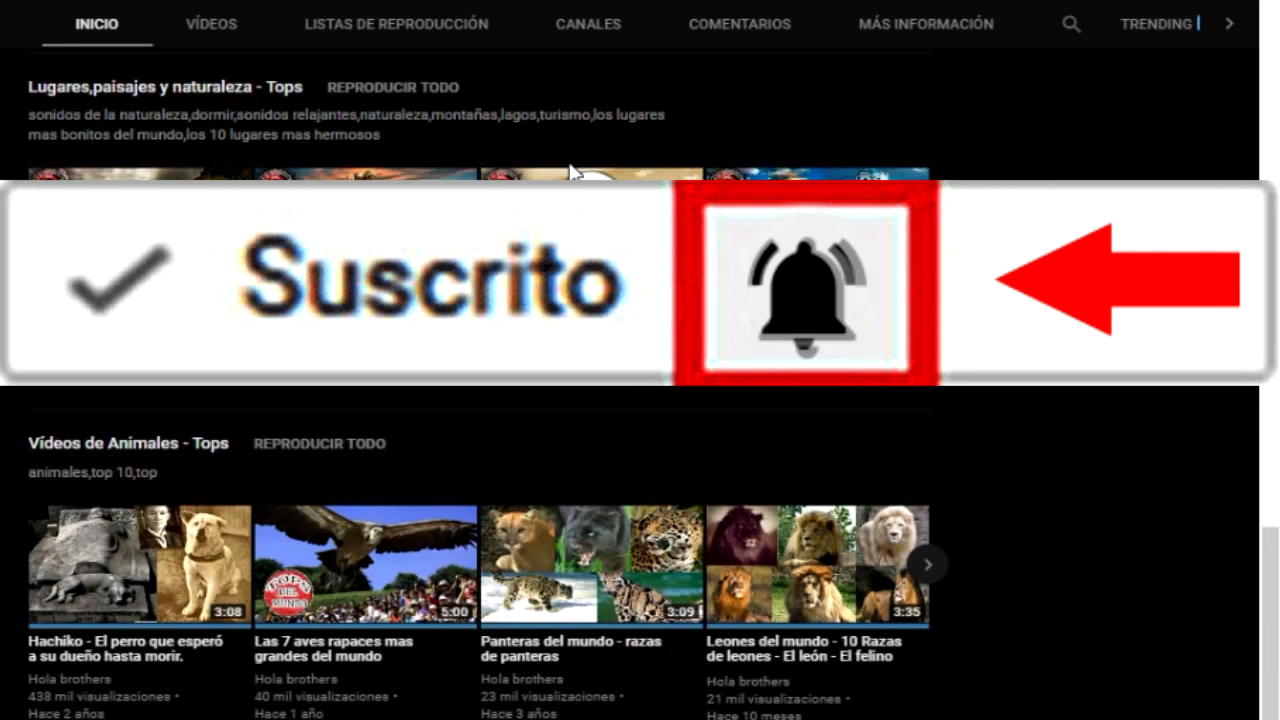 INICIO VÍDEOS LISTAS DE REPRODUCCIÓN CANALES COMENTARIOS MÁS INFORMACIÓN TRENDING
Lugares,paisajes y naturaleza - Tops REPRODUCIR TODO
sonidos de la naturaleza,dormir,sonidos relajantes,naturaleza,montañas,lagos,turismo,los lugares
mas bonitos del mundo,los 10 lugares mas hermosos
Suscrito
Vídeos de Animales - Tops REPRODUCIR TODO
animales,top 10,top
TOPS
DEL
MUNDO
3:08 5:00 3:09 3:35
Hachiko - El perro que esperó
a su dueño hasta morir.
Hola brothers
438 mil visualizaciones •
Hace 2 años
Las 7 aves rapaces mas
grandes del mundo
Hola brothers
40 mil visualizaciones •
Hace 1 año
Panteras del mundo - razas
de panteras
Hola brothers
23 mil visualizaciones •
Hace 3 años
Leones del mundo - 10 Razas
de leones - El león - El felino
Hola brothers
21 mil visualizaciones •
Hace 10 meses